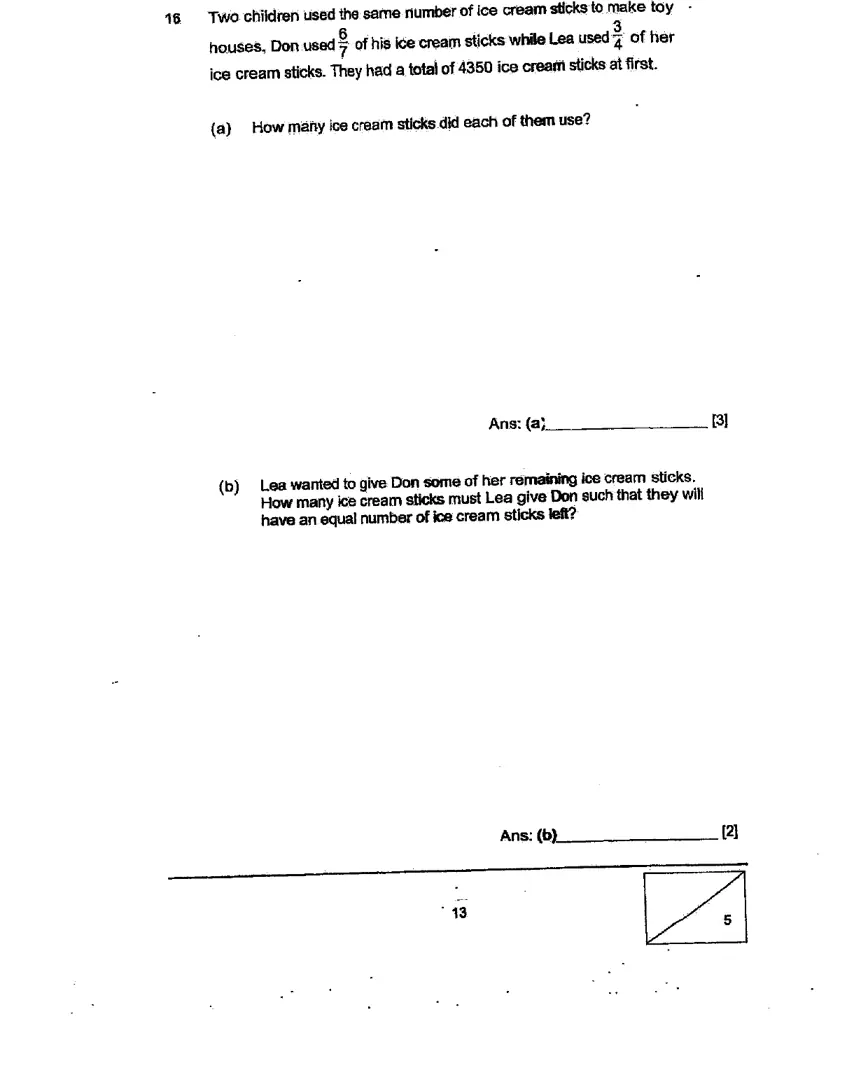 16 Two children used the same number of ice cream sticks to make toy
houses. Don used 6/7 of his ice cream sticks while Lea used 3/4 of her
ice cream sticks. They had a total of 4350 ice cream sticks at first.
(a) How many ice cream sticks did each of them use?
Ans: (a)____________________ [3]
(b) Lea wanted to give Don some of her remaining ice cream sticks.
How many ice cream sticks must Lea give Don such that they will
have an equal number of ice cream sticks left?
Ans: (b)____________________ [2]
13
5